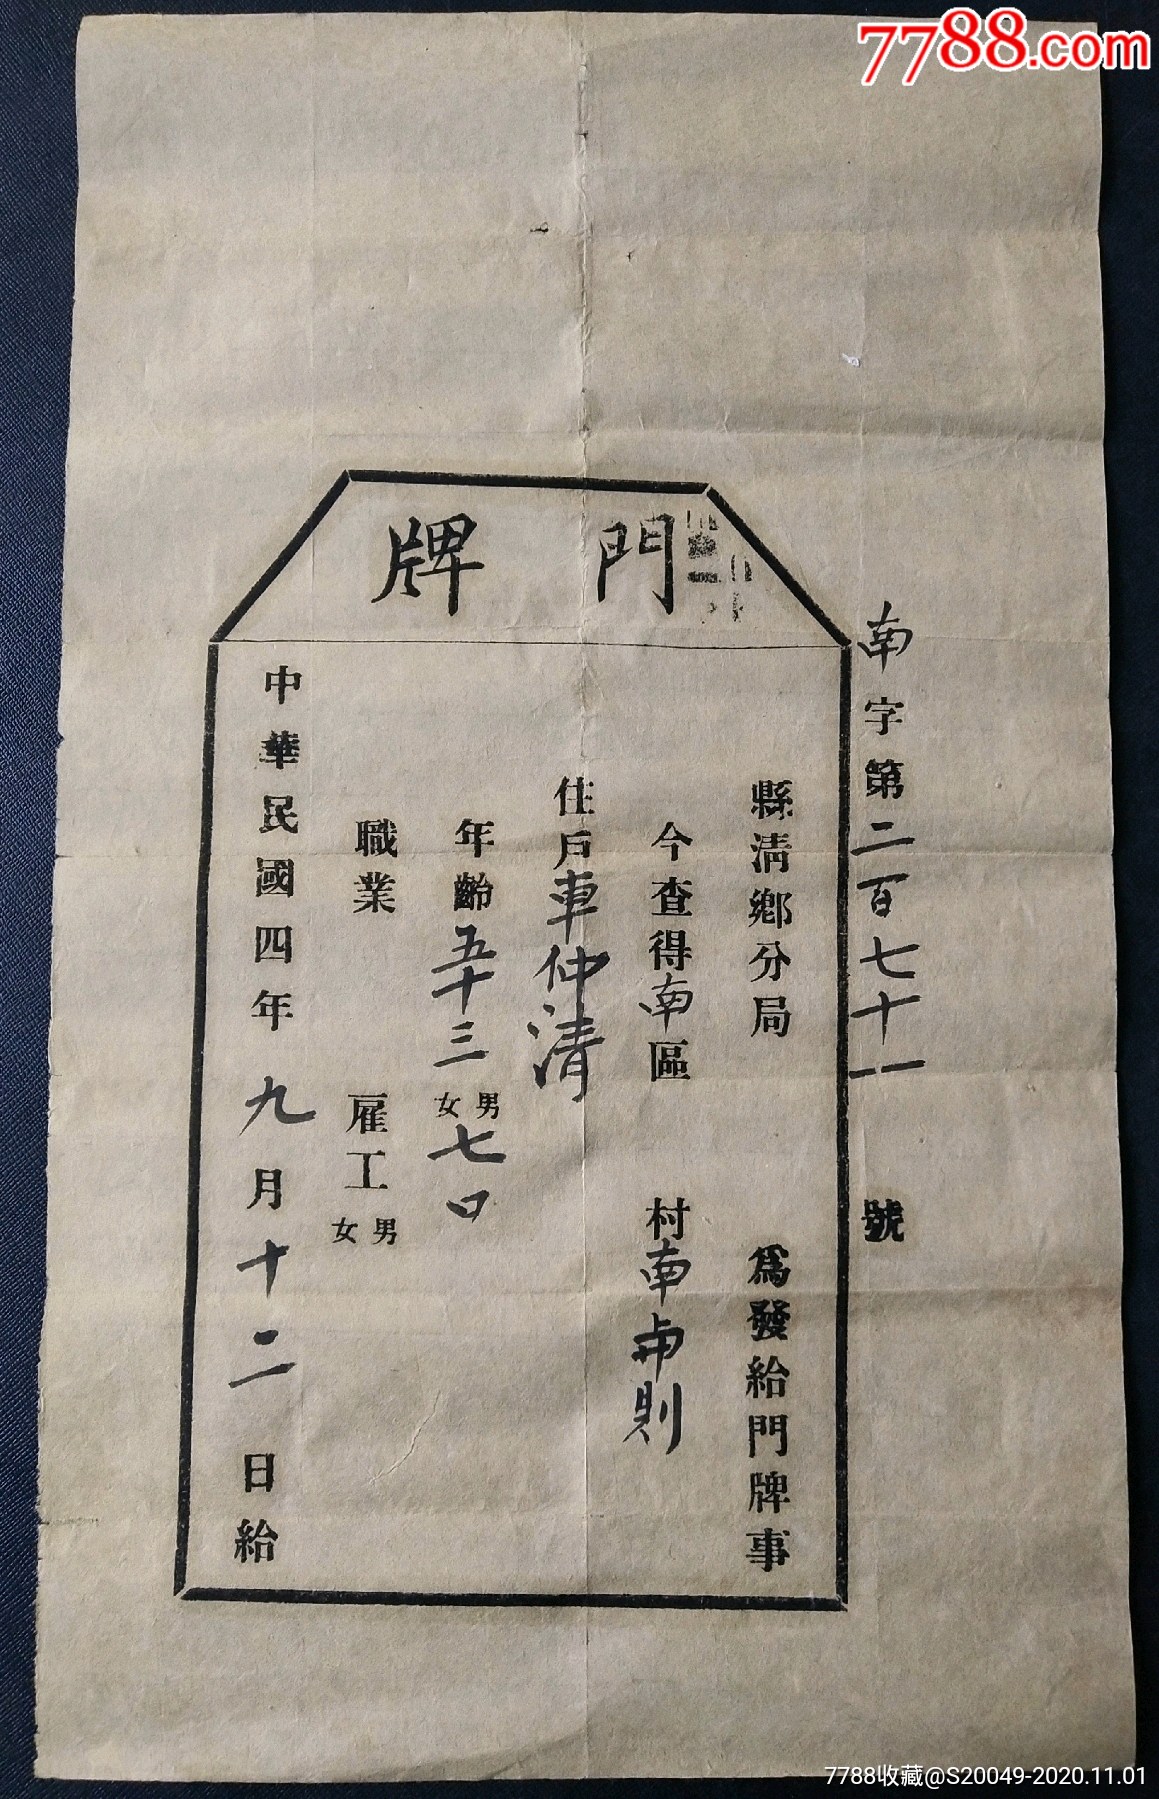 7788.com
門牌
南字第二百七十一號
縣清鄉分局 為發給門牌事
今查得南區 村南南則
住戶車仲清
年齡五十三 男女七口
職業 雇工男女
中華民國四年九月十二日給
7788收藏@S20049-2020.11.01